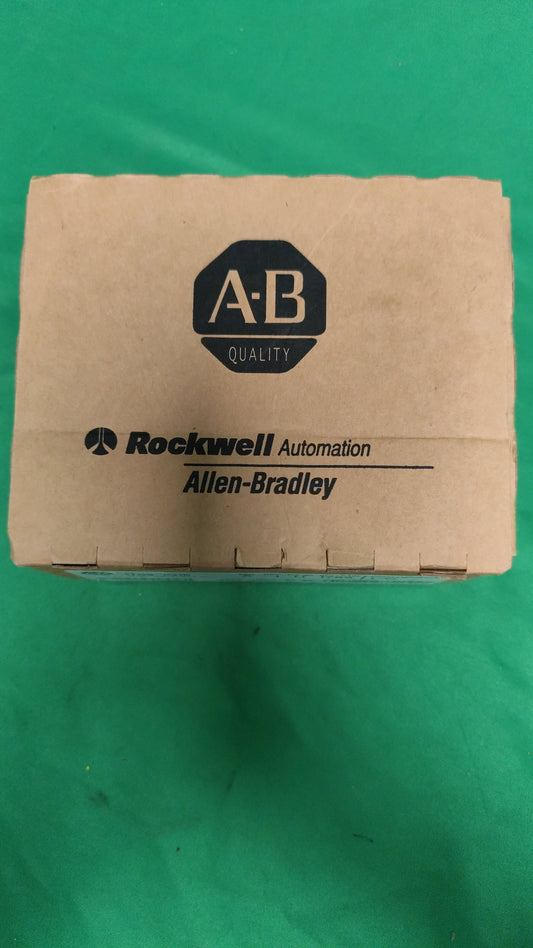 A·B
QUALITY
Rockwell Automation
Allen-Bradley